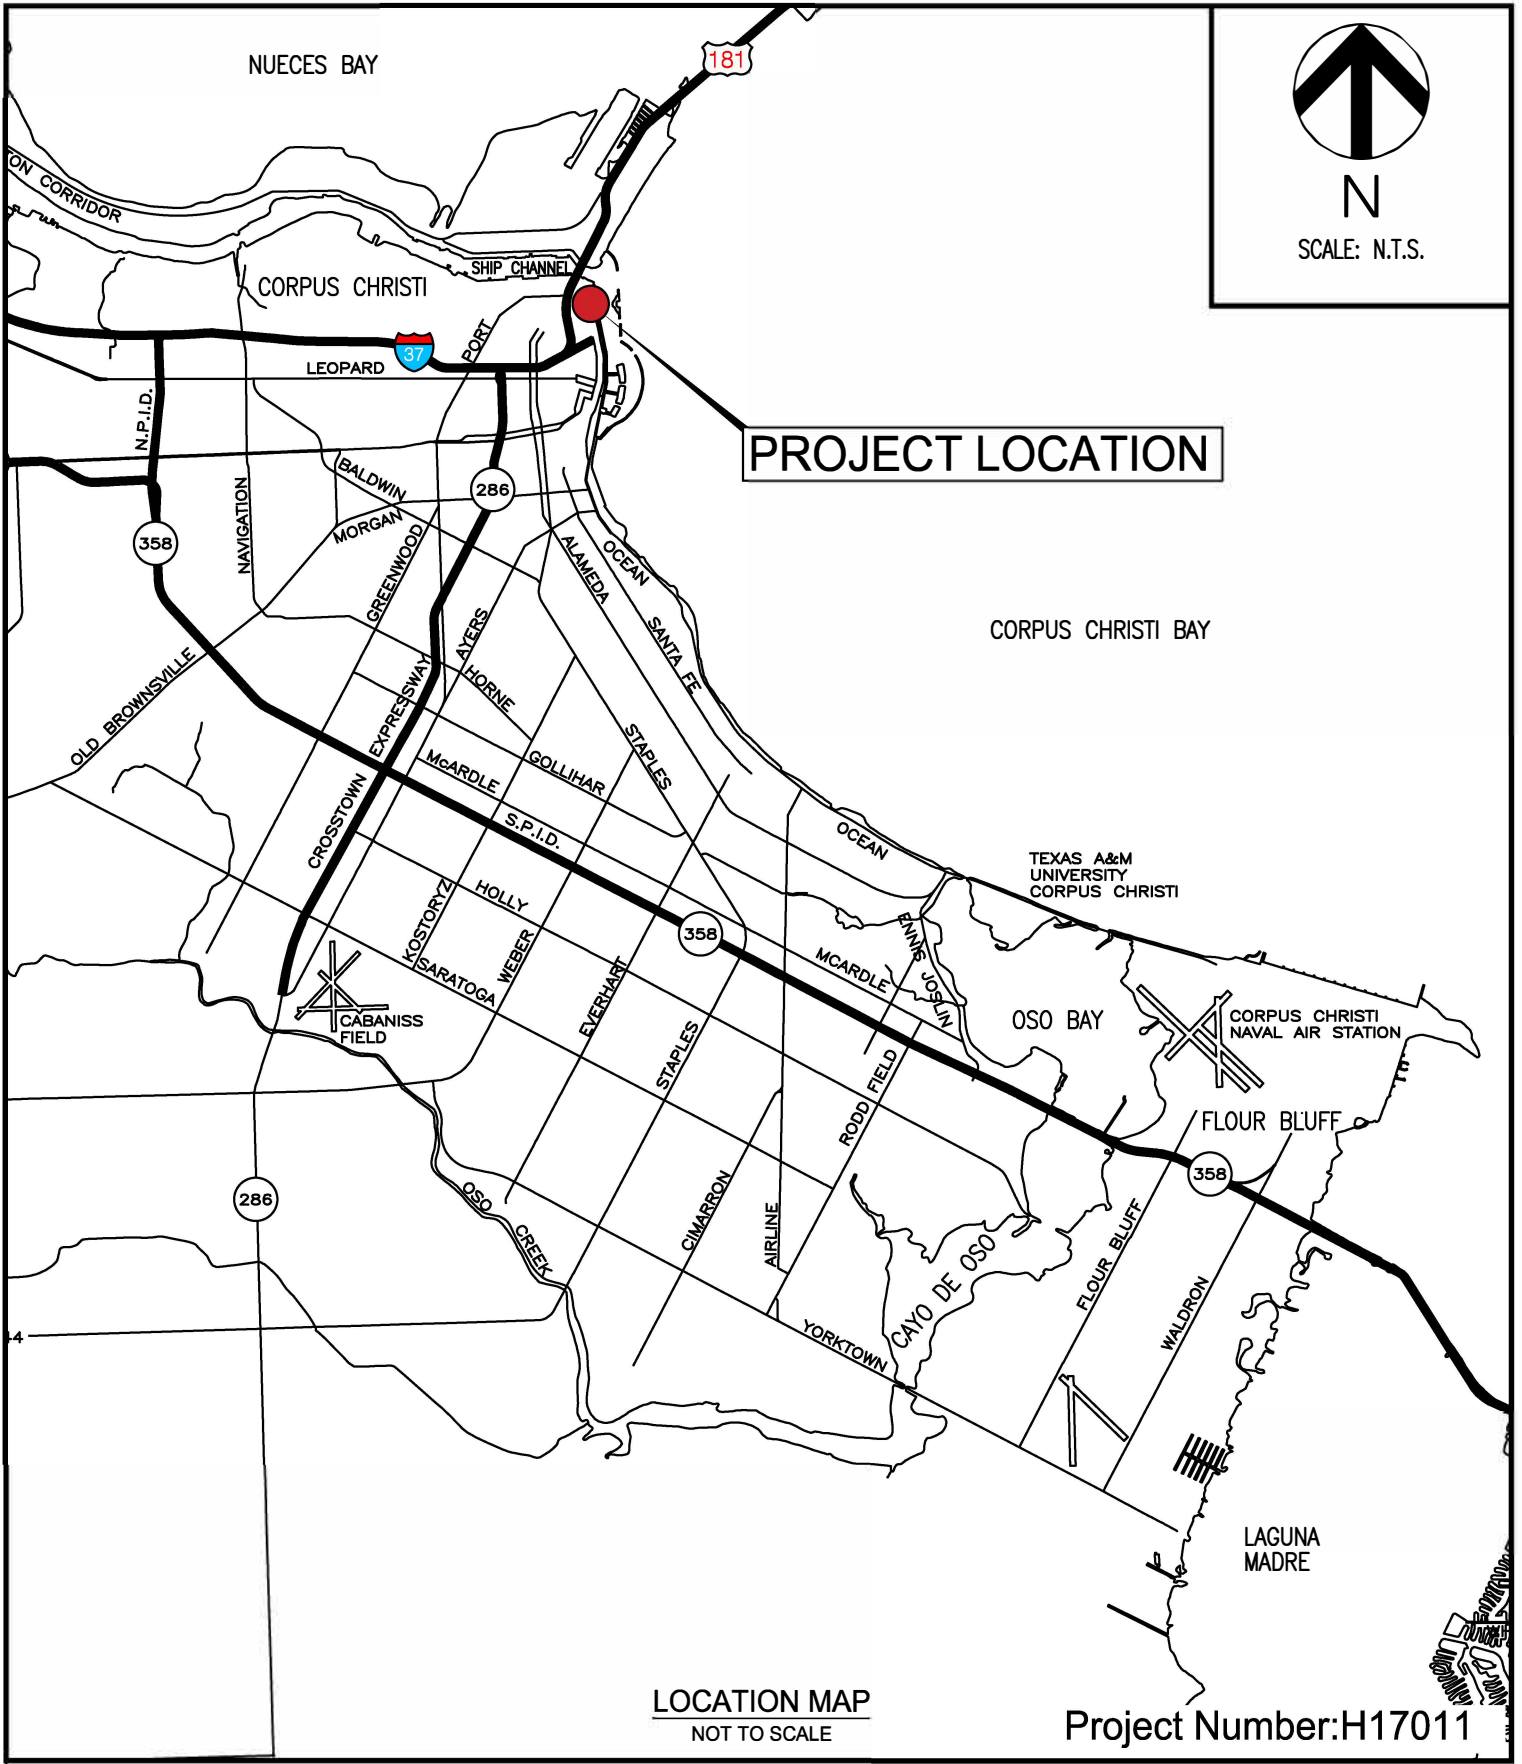 NUECES BAY
181
N
SCALE: N.T.S.
TON CORRIDOR
SHIP CHANNEL
CORPUS CHRISTI
PORT
37
LEOPARD
N.P.I.D.
PROJECT LOCATION
BALDWIN
286
NAVIGATION
MORGAN
358
GREENWOOD
ALAMEDA
OCEAN
AYERS
SANTA FE
CORPUS CHRISTI BAY
OLD BROWNSVILLE
HORNE
CROSSTOWN EXPRESSWAY
STAPLES
McARDLE
GOLLIHAR
S.P.I.D.
OCEAN
TEXAS A&M
UNIVERSITY
CORPUS CHRISTI
KOSTORYZ
HOLLY
358
ENNIS JOSLIN
WEBER
MCARDLE
SARATOGA
EVERHART
CABANISS
FIELD
OSO BAY
CORPUS CHRISTI
NAVAL AIR STATION
STAPLES
RODD FIELD
FLOUR BLUFF
358
286
OSO CREEK
CIMARRON
AIRLINE
CAYO DE OSO
FLOUR BLUFF
WALDRON
44
YORKTOWN
LAGUNA
MADRE
LOCATION MAP
NOT TO SCALE
Project Number:H17011